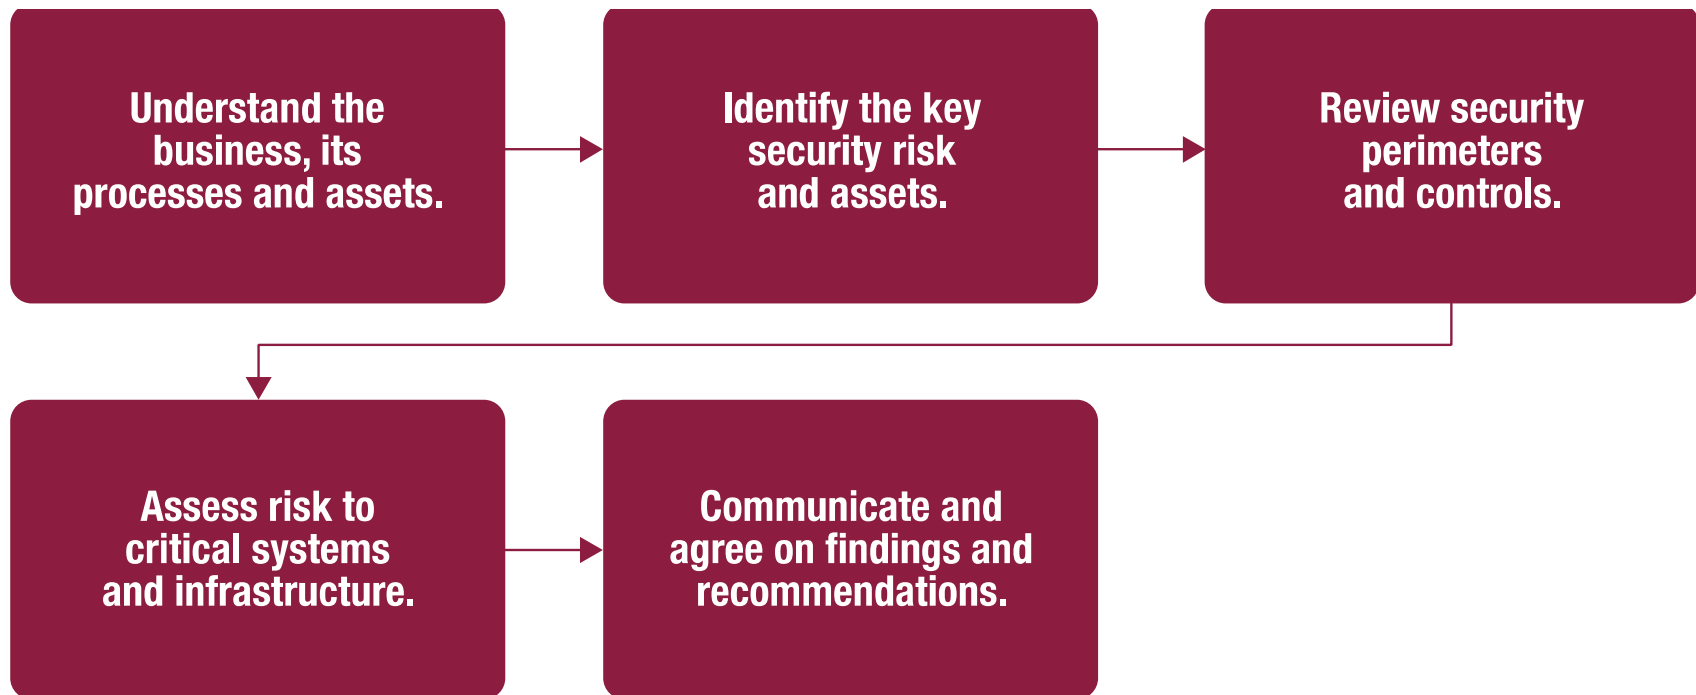 Understand the
business, its
processes and assets.
Identify the key
security risk
and assets.
Review security
perimeters
and controls.
Assess risk to
critical systems
and infrastructure.
Communicate and
agree on findings and
recommendations.